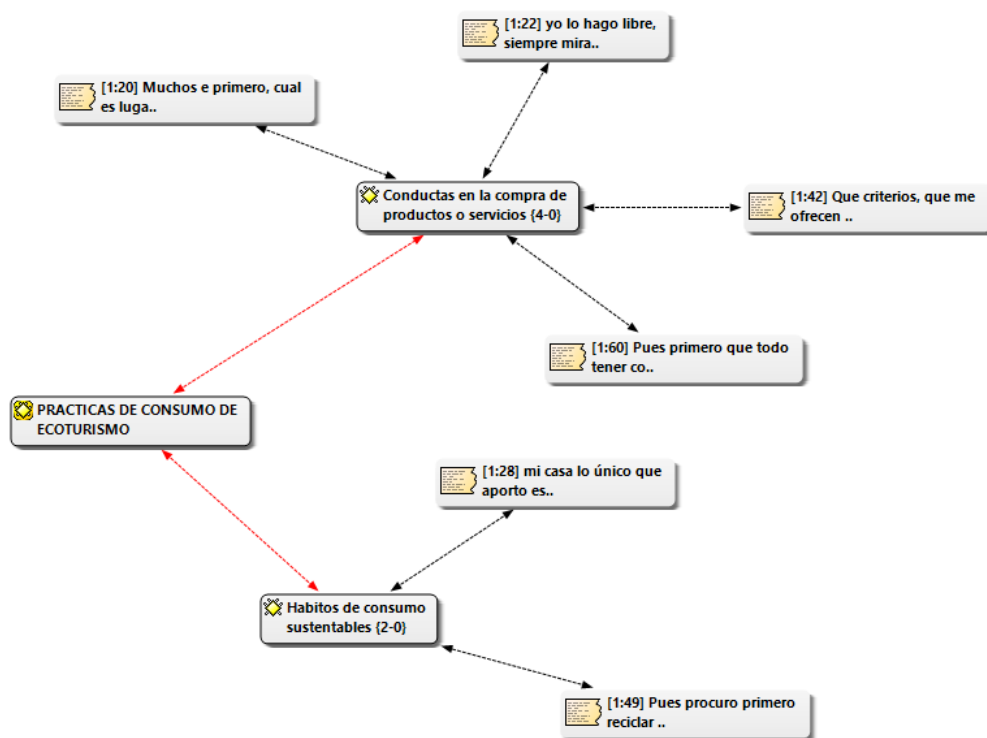 [1:22] yo lo hago libre,
siempre mira..
[1:20] Muchos e primero, cual
es luga..
Conductas en la compra de
productos o servicios {4-0}
[1:42] Que criterios, que me
ofrecen ..
[1:60] Pues primero que todo
tener co..
PRACTICAS DE CONSUMO DE
ECOTURISMO
[1:28] mi casa lo único que
aporto es..
Habitos de consumo
sustentables {2-0}
[1:49] Pues procuro primero
reciclar ..